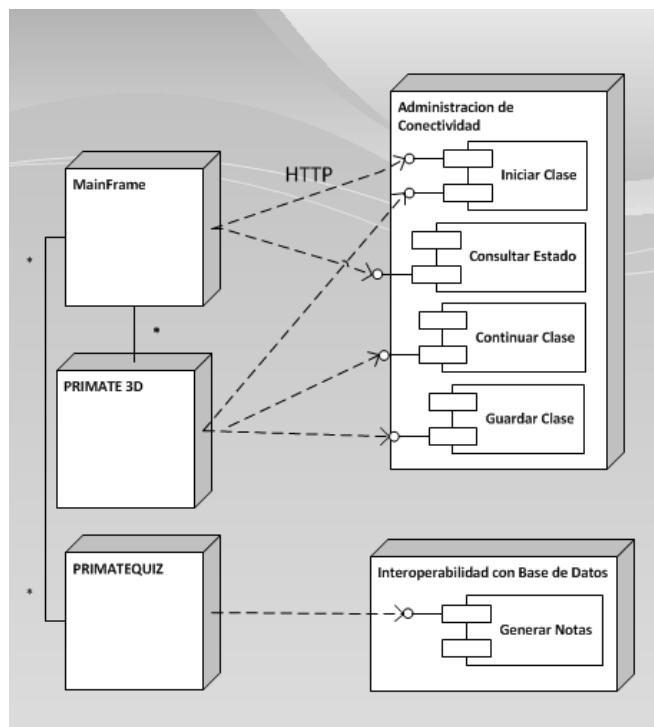 Administracion de
Conectividad
MainFrame
HTTP
Iniciar Clase
*
Consultar Estado
*
Continuar Clase
PRIMATE 3D
Guardar Clase
PRIMATEQUIZ
Interoperabilidad con Base de Datos
*
Generar Notas